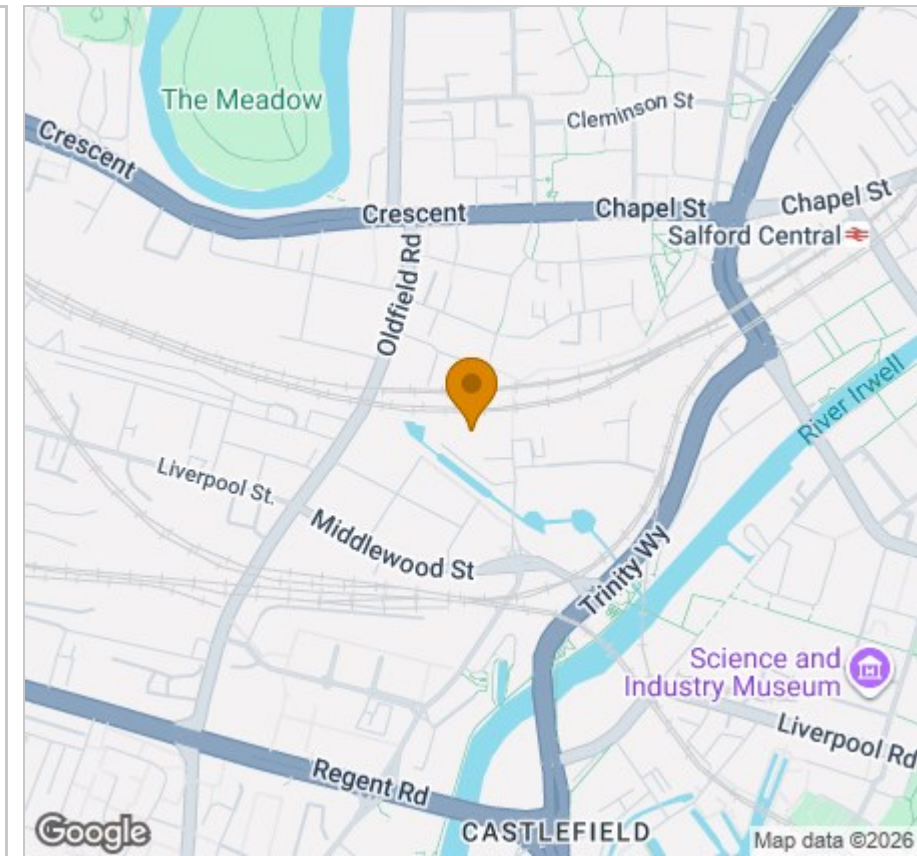 The Meadow
Cleminson St
Crescent
Crescent
Chapel St
Chapel St
Salford Central
Oldfield Rd
River Irwell
Liverpool St.
Middlewood St
Trinity Wy
Science and
Industry Museum
Liverpool Rd
Regent Rd
CASTLEFIELD
Google
Map data ©2026